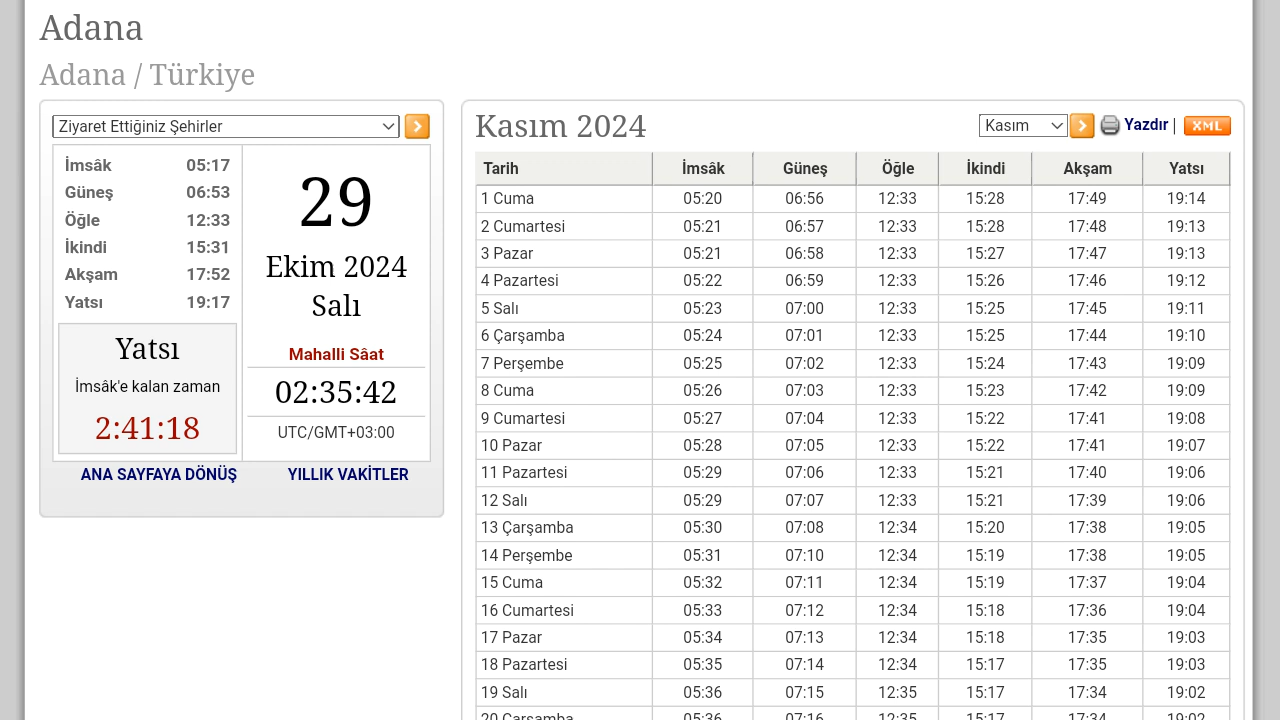 Adana
Adana / Türkiye
Ziyaret Ettiğiniz Şehirler
İmsâk 05:17
Güneş 06:53
Öğle 12:33
İkindi 15:31
Akşam 17:52
Yatsı 19:17
Yatsı
İmsâk'e kalan zaman
2:41:18
29
Ekim 2024
Salı
Mahalli Sâat
02:35:42
UTC/GMT+03:00
ANA SAYFAYA DÖNÜŞ YILLIK VAKİTLER
Kasım 2024 Kasım Yazdır | XML
Tarih İmsâk Güneş Öğle İkindi Akşam Yatsı
1 Cuma 05:20 06:56 12:33 15:28 17:49 19:14
2 Cumartesi 05:21 06:57 12:33 15:28 17:48 19:13
3 Pazar 05:21 06:58 12:33 15:27 17:47 19:13
4 Pazartesi 05:22 06:59 12:33 15:26 17:46 19:12
5 Salı 05:23 07:00 12:33 15:25 17:45 19:11
6 Çarşamba 05:24 07:01 12:33 15:25 17:44 19:10
7 Perşembe 05:25 07:02 12:33 15:24 17:43 19:09
8 Cuma 05:26 07:03 12:33 15:23 17:42 19:09
9 Cumartesi 05:27 07:04 12:33 15:22 17:41 19:08
10 Pazar 05:28 07:05 12:33 15:22 17:41 19:07
11 Pazartesi 05:29 07:06 12:33 15:21 17:40 19:06
12 Salı 05:29 07:07 12:33 15:21 17:39 19:06
13 Çarşamba 05:30 07:08 12:34 15:20 17:38 19:05
14 Perşembe 05:31 07:10 12:34 15:19 17:38 19:05
15 Cuma 05:32 07:11 12:34 15:19 17:37 19:04
16 Cumartesi 05:33 07:12 12:34 15:18 17:36 19:04
17 Pazar 05:34 07:13 12:34 15:18 17:35 19:03
18 Pazartesi 05:35 07:14 12:34 15:17 17:35 19:03
19 Salı 05:36 07:15 12:35 15:17 17:34 19:02
20 Çarşamba 05:36 07:16 12:35 15:17 17:34 19:02